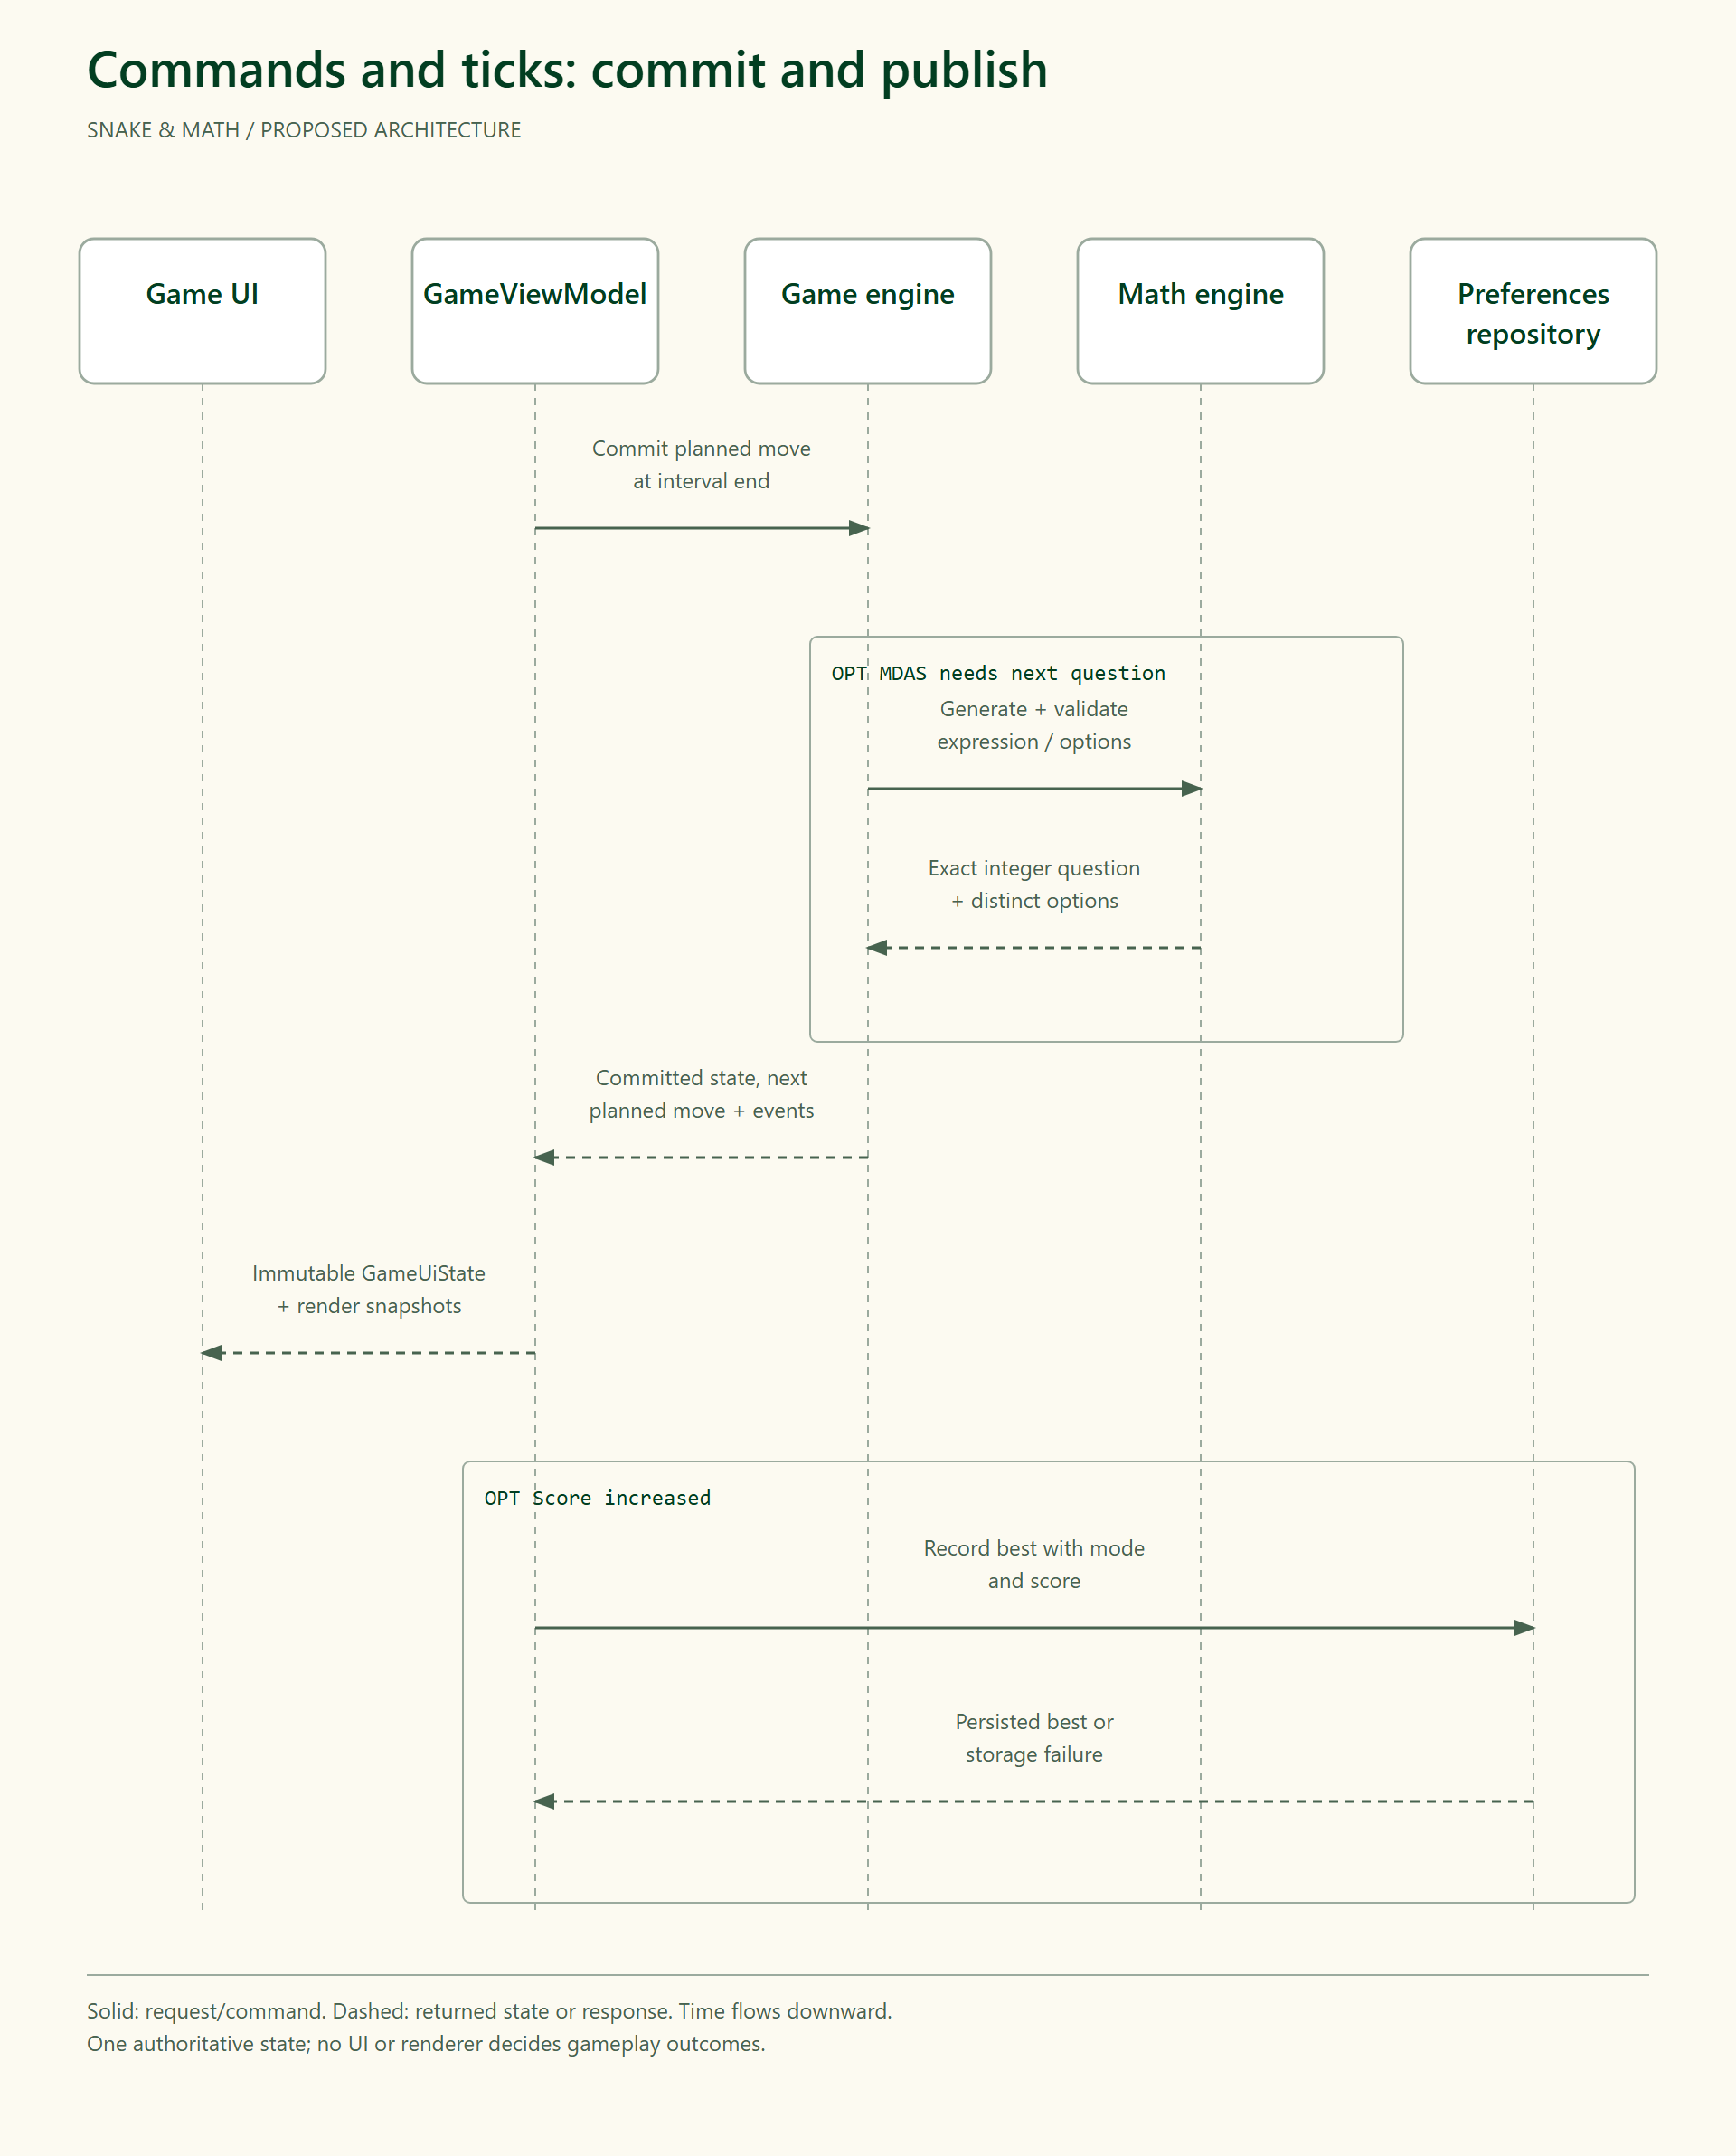 Commands and ticks: commit and publish
SNAKE & MATH / PROPOSED ARCHITECTURE
Game UI
GameViewModel
Game engine
Math engine
Preferences
repository
Commit planned move
at interval end
OPT MDAS needs next question
Generate + validate
expression / options
Exact integer question
+ distinct options
Committed state, next
planned move + events
Immutable GameUiState
+ render snapshots
OPT Score increased
Record best with mode
and score
Persisted best or
storage failure
Solid: request/command. Dashed: returned state or response. Time flows downward.
One authoritative state; no UI or renderer decides gameplay outcomes.